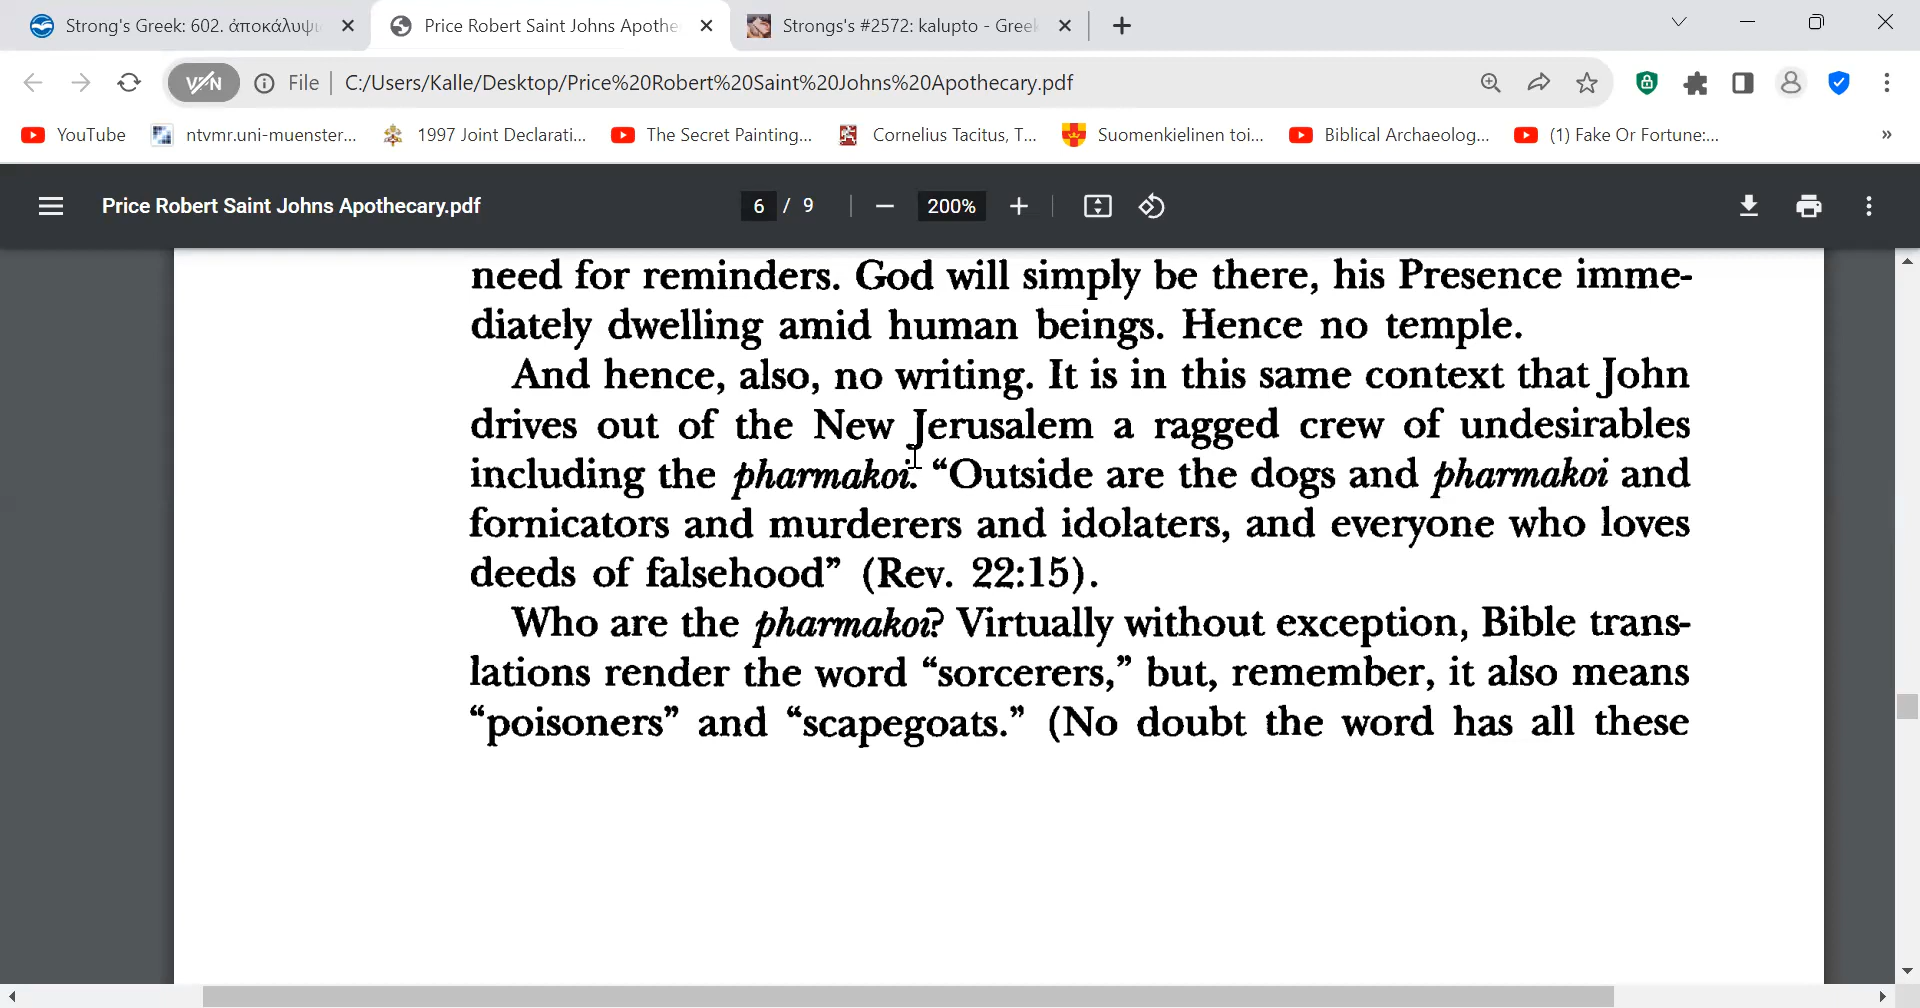 Strong's Greek: 602. ἀποκάλυψι
Price Robert Saint Johns Apothe
Strongs's #2572: kalupto - Greek
VPN
File
C:/Users/Kalle/Desktop/Price%20Robert%20Saint%20Johns%20Apothecary.pdf
YouTube
ntvmr.uni-muenster...
1997 Joint Declarati...
The Secret Painting...
Cornelius Tacitus, T...
Suomenkielinen toi...
Biblical Archaeolog...
(1) Fake Or Fortune:...
»
Price Robert Saint Johns Apothecary.pdf
6 / 9
200%
need for reminders. God will simply be there, his Presence imme-
diately dwelling amid human beings. Hence no temple.
And hence, also, no writing. It is in this same context that John
drives out of the New Jerusalem a ragged crew of undesirables
including the pharmakoi. “Outside are the dogs and pharmakoi and
fornicators and murderers and idolaters, and everyone who loves
deeds of falsehood” (Rev. 22:15).
Who are the pharmakoi? Virtually without exception, Bible trans-
lations render the word “sorcerers,” but, remember, it also means
“poisoners” and “scapegoats.” (No doubt the word has all these